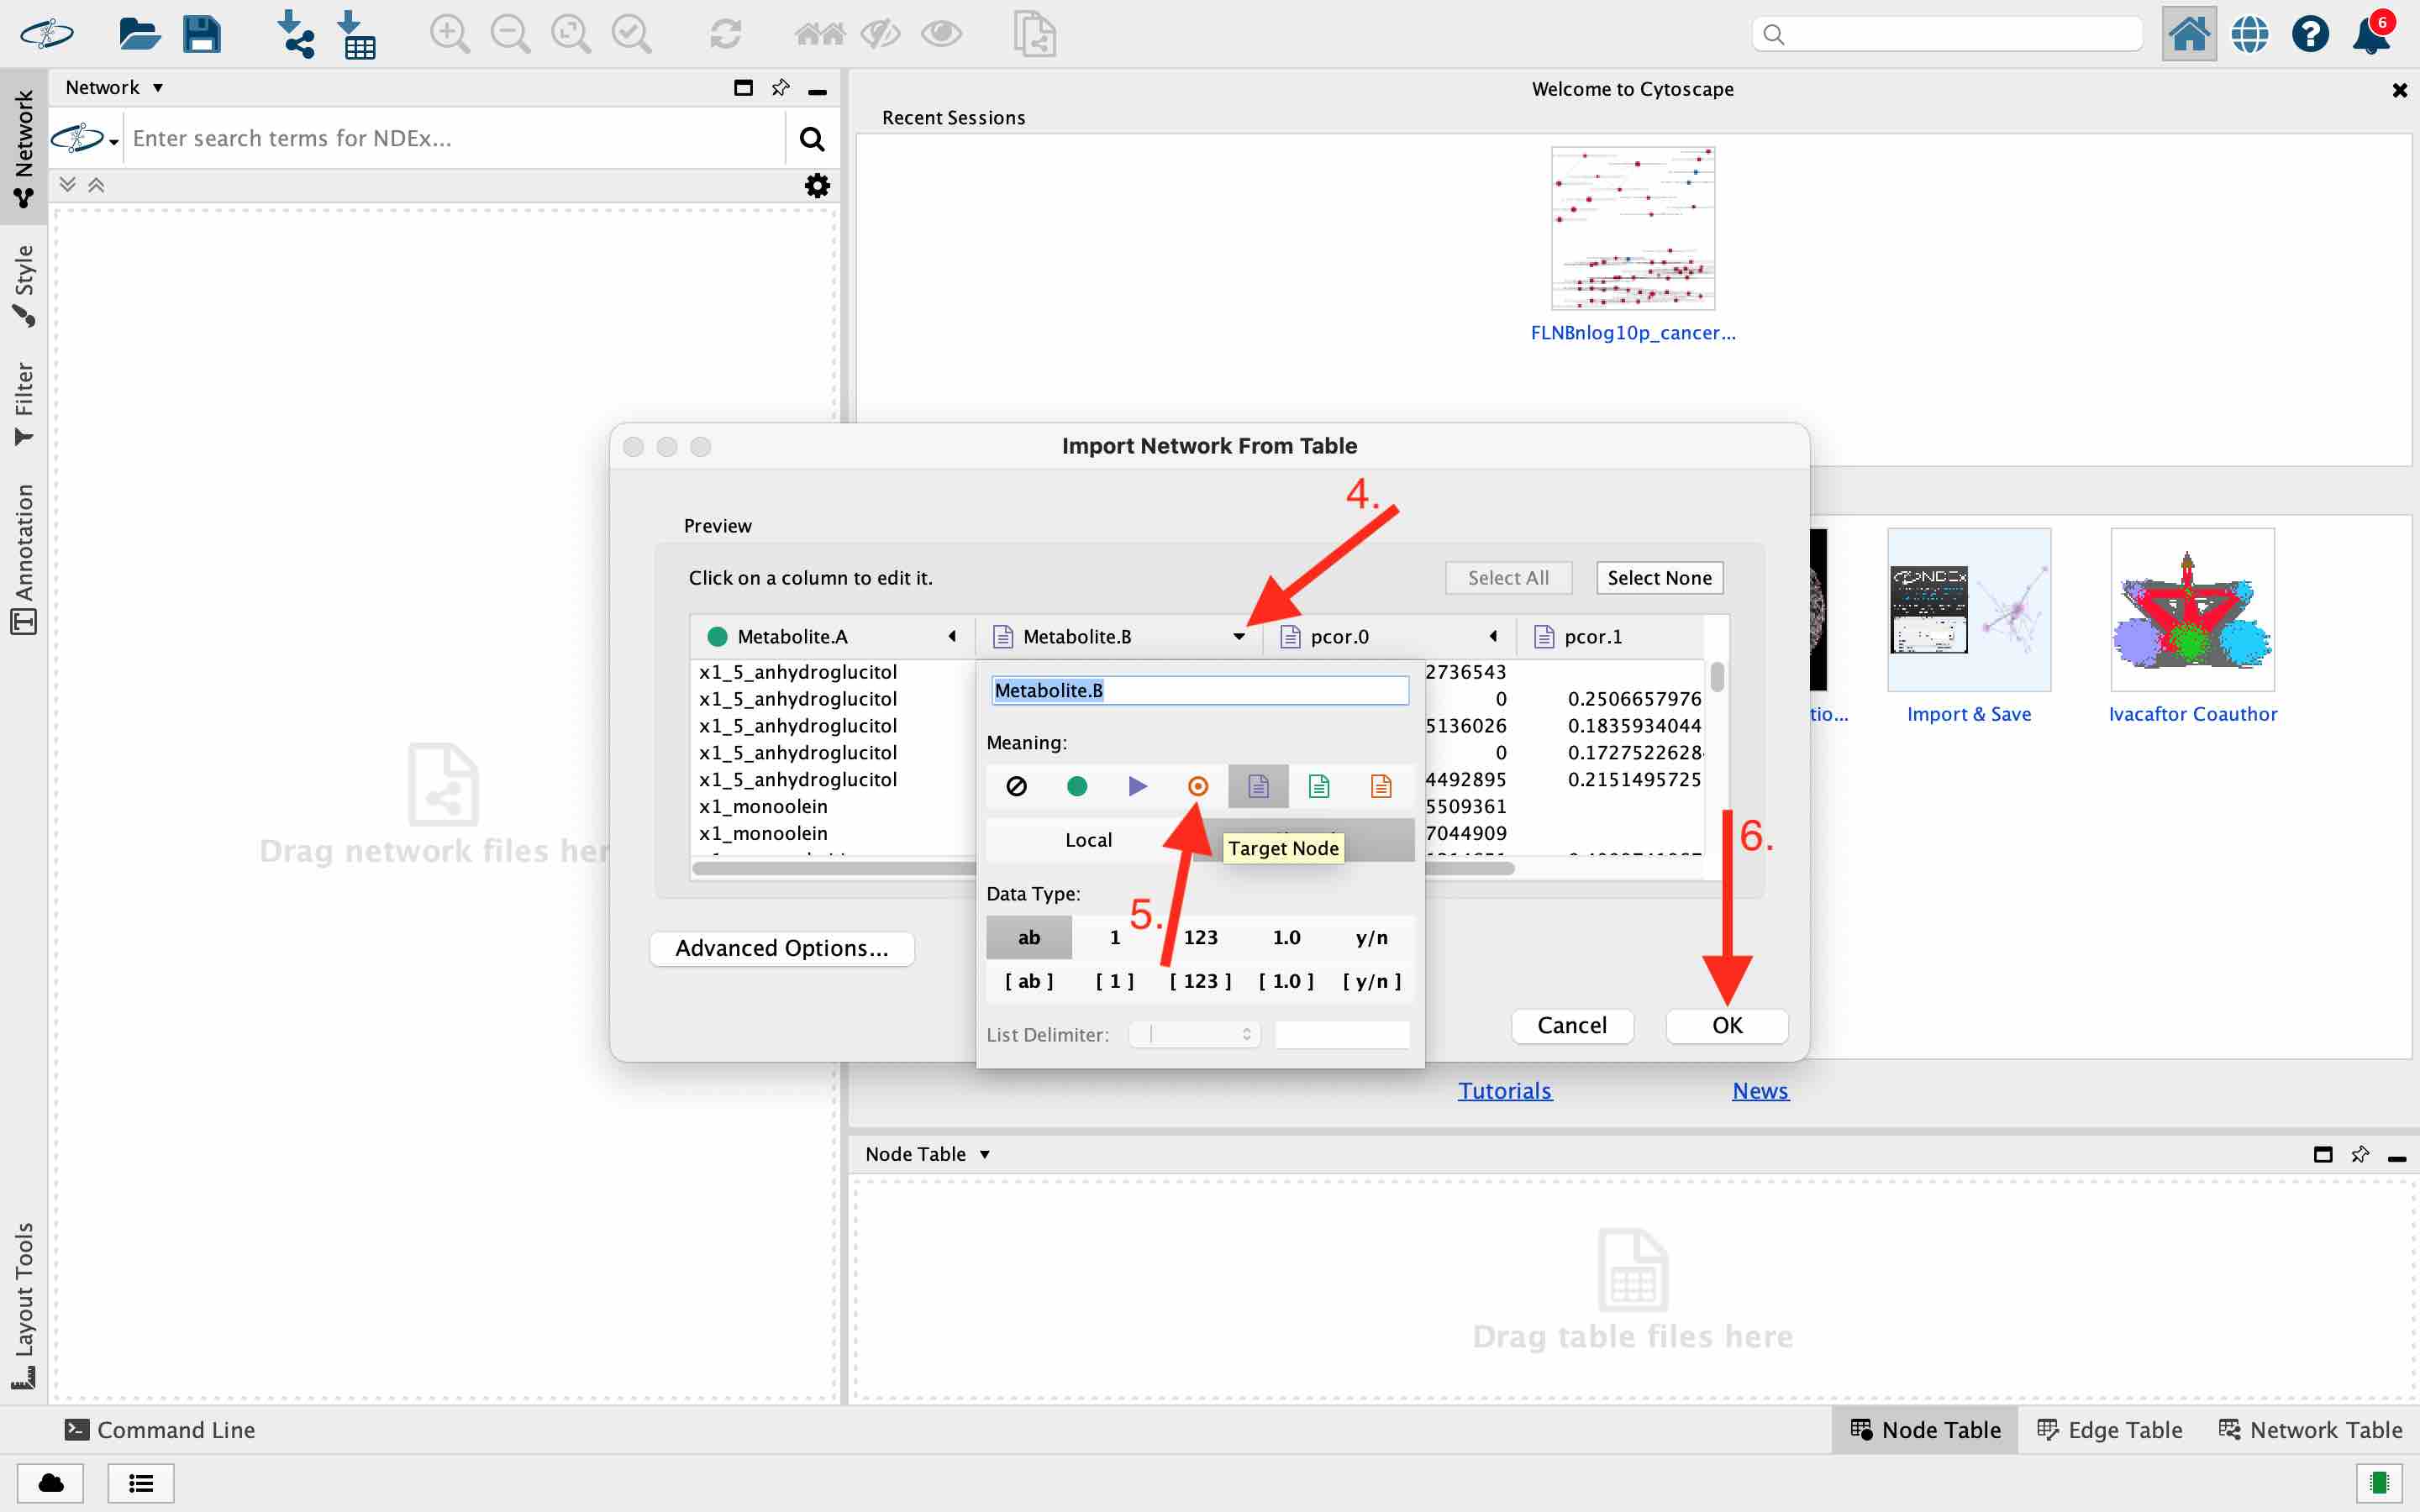 6
Network
Enter search terms for NDEx...
Network
Style
Filter
Annotation
Layout Tools
Drag network files her
Welcome to Cytoscape
Recent Sessions
FLNBnlog10p_cancer...
Import Network From Table
4.
Preview
Click on a column to edit it.
Select All
Select None
Metabolite.A
Metabolite.B
pcor.0
pcor.1
x1_5_anhydroglucitol
2736543
x1_5_anhydroglucitol
0
0.2506657976
x1_5_anhydroglucitol
5136026
0.1835934044
x1_5_anhydroglucitol
0
0.172752262
x1_5_anhydroglucitol
4492895
0.2151495725
x1_monoolein
5509361
x1_monoolein
7044909
Metabolite.B
Meaning:
Local
Target Node
Data Type:
5.
ab
1
123
1.0
y/n
[ ab ]
[ 1 ]
[ 123 ]
[ 1.0 ]
[ y/n ]
List Delimiter:
|
6.
Advanced Options...
Cancel
OK
NDEx
tio...
Import & Save
Ivacaftor Coauthor
Tutorials
News
Node Table
Drag table files here
Command Line
Node Table
Edge Table
Network Table